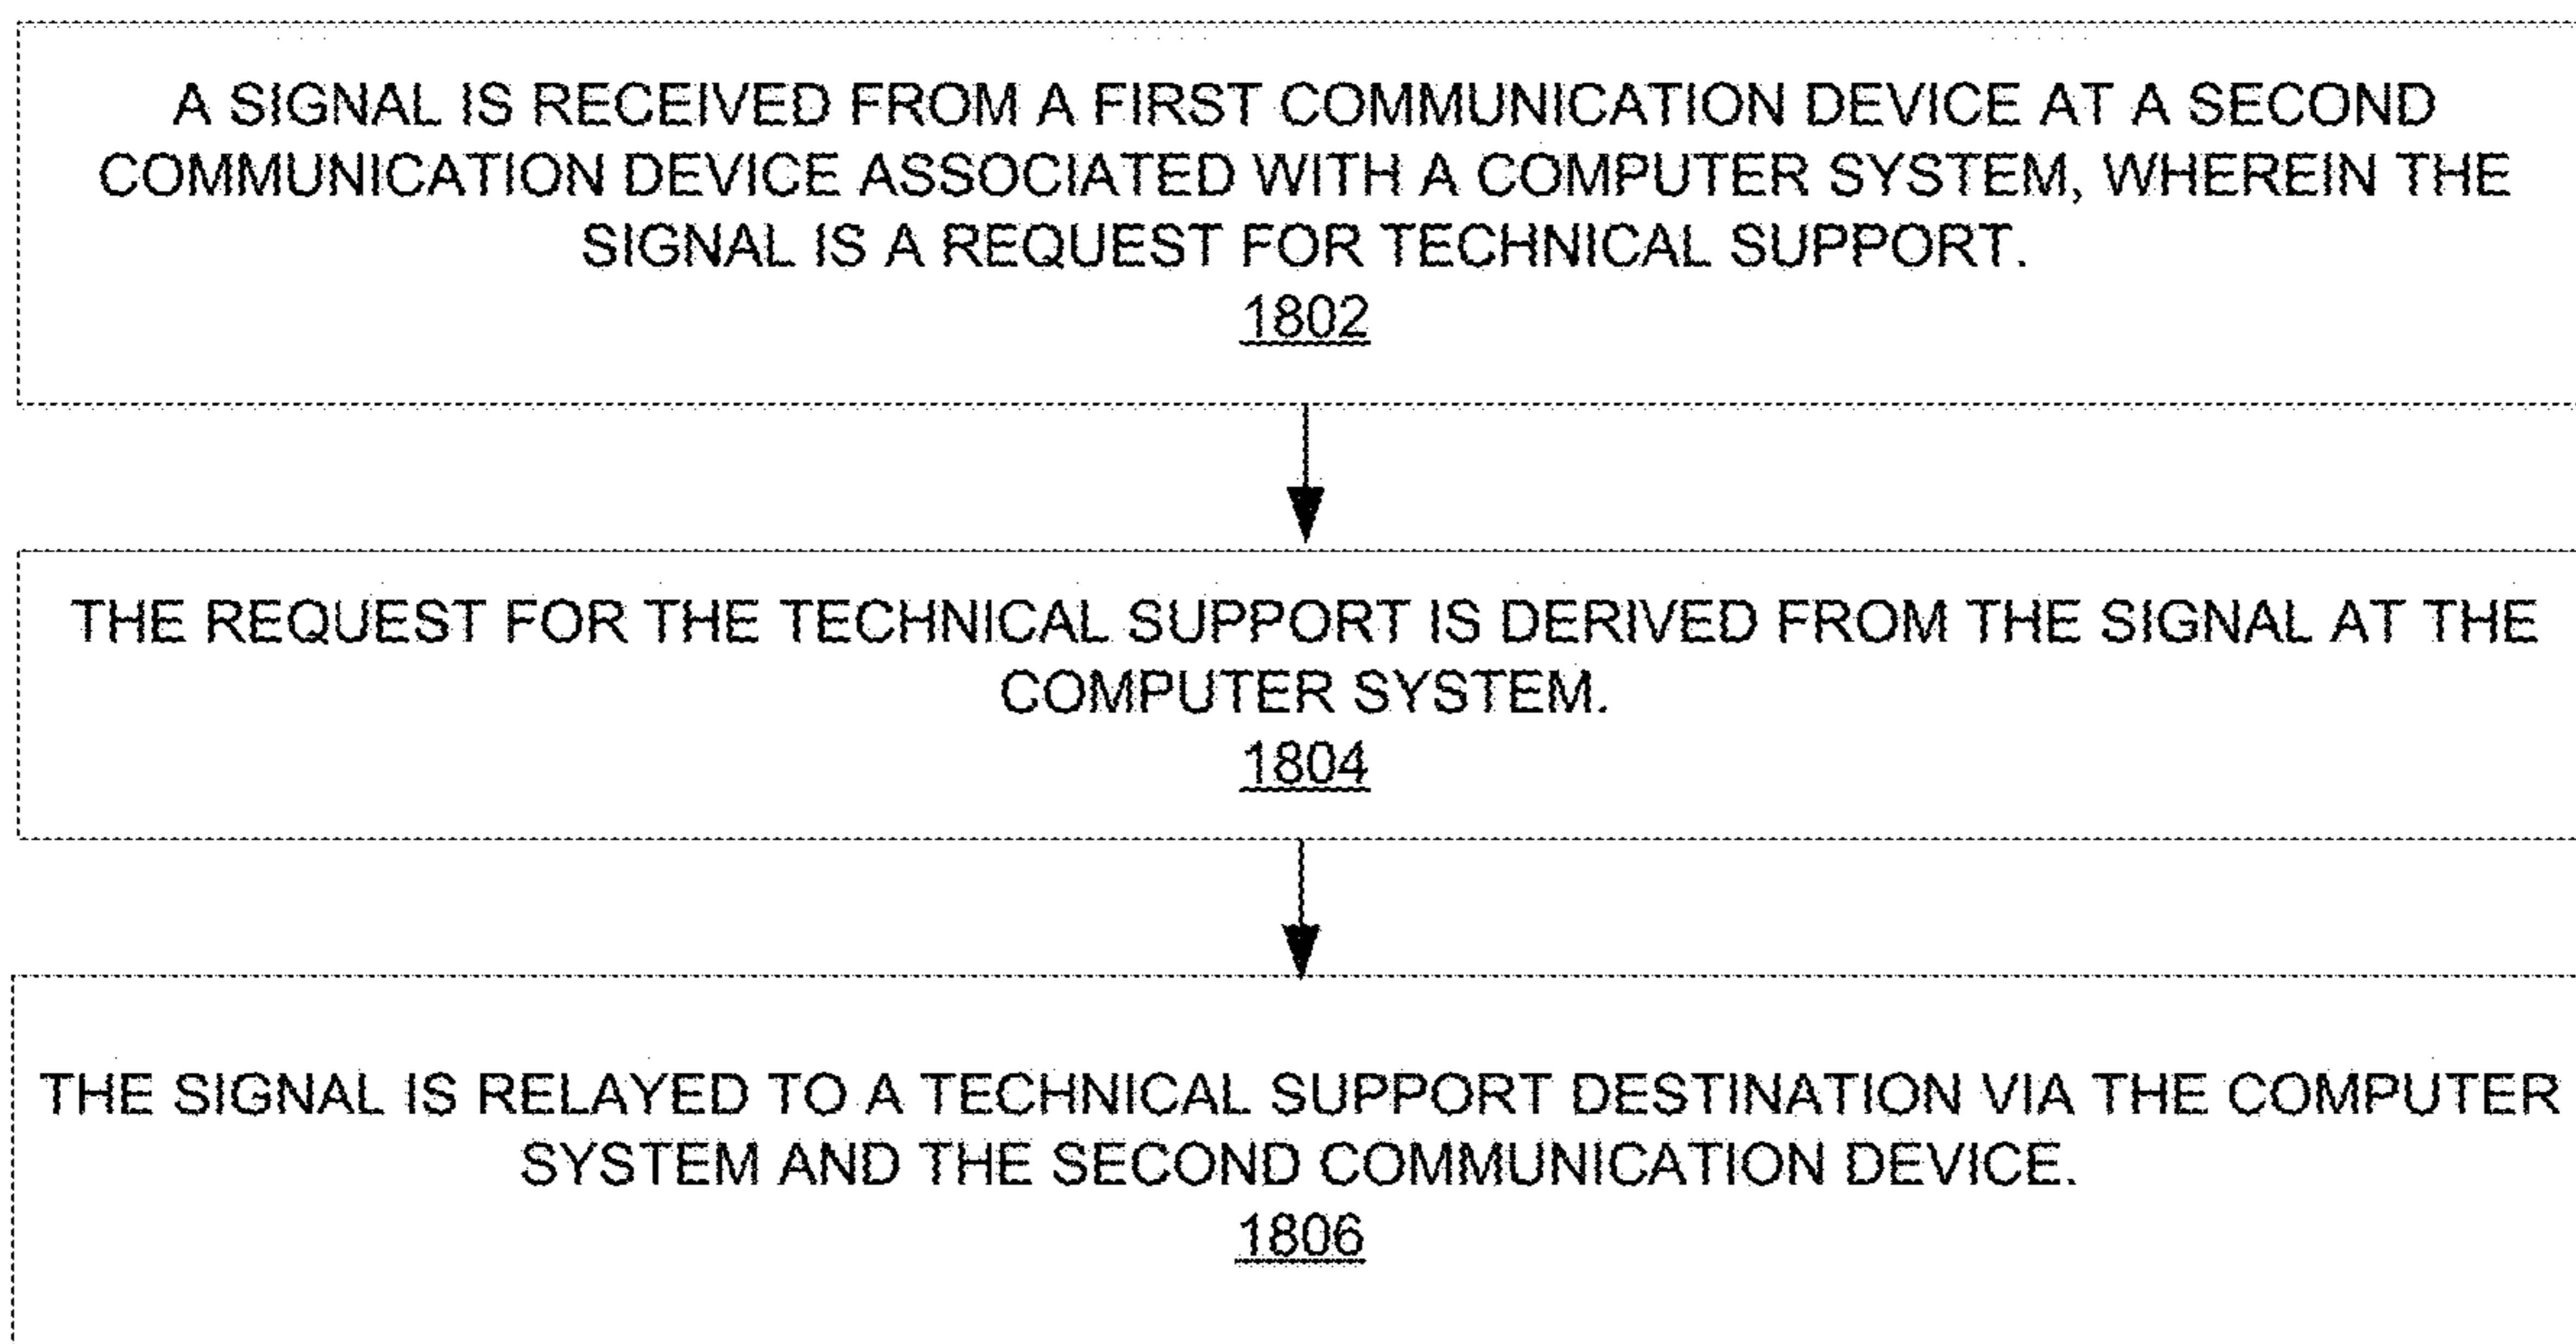 A SIGNAL IS RECEIVED FROM A FIRST COMMUNICATION DEVICE AT A SECOND
COMMUNICATION DEVICE ASSOCIATED WITH A COMPUTER SYSTEM, WHEREIN THE
SIGNAL IS A REQUEST FOR TECHNICAL SUPPORT.
1802
THE REQUEST FOR THE TECHNICAL SUPPORT IS DERIVED FROM THE SIGNAL AT THE
COMPUTER SYSTEM.
1804
THE SIGNAL IS RELAYED TO A TECHNICAL SUPPORT DESTINATION VIA THE COMPUTER
SYSTEM AND THE SECOND COMMUNICATION DEVICE.
1806